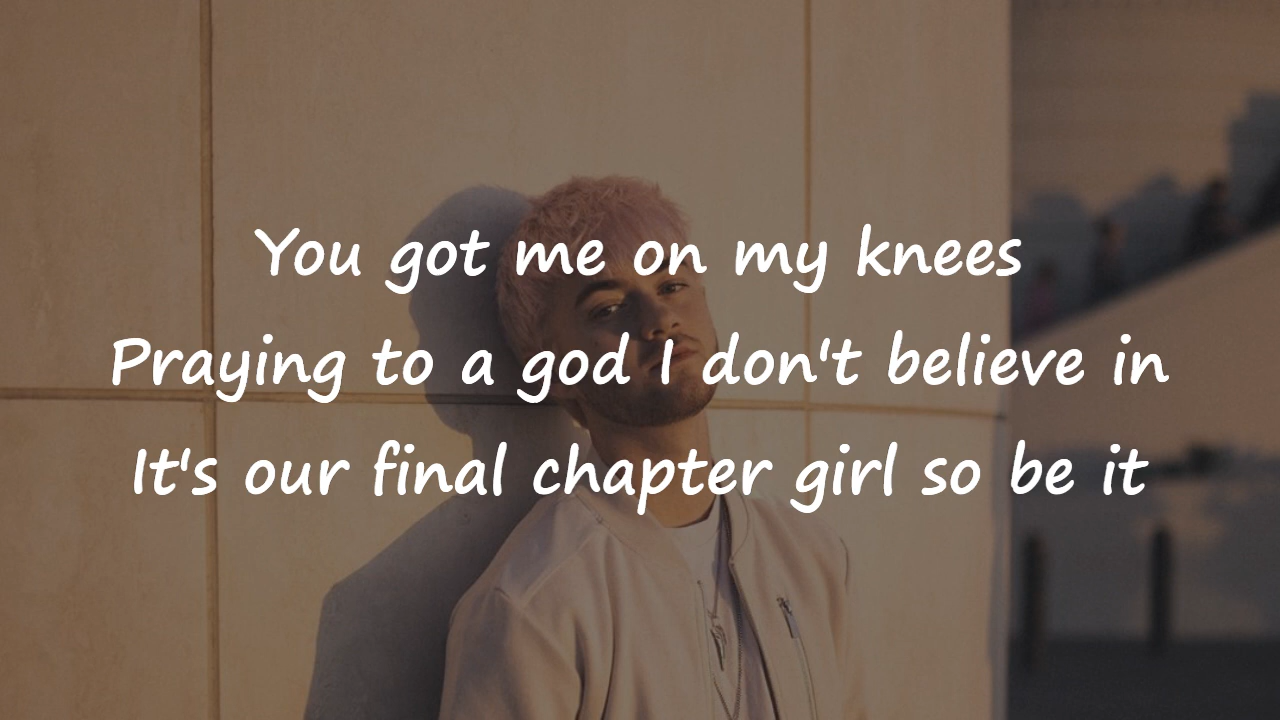 You got me on my knees
Praying to a god I don't believe in
It's our final chapter girl so be it